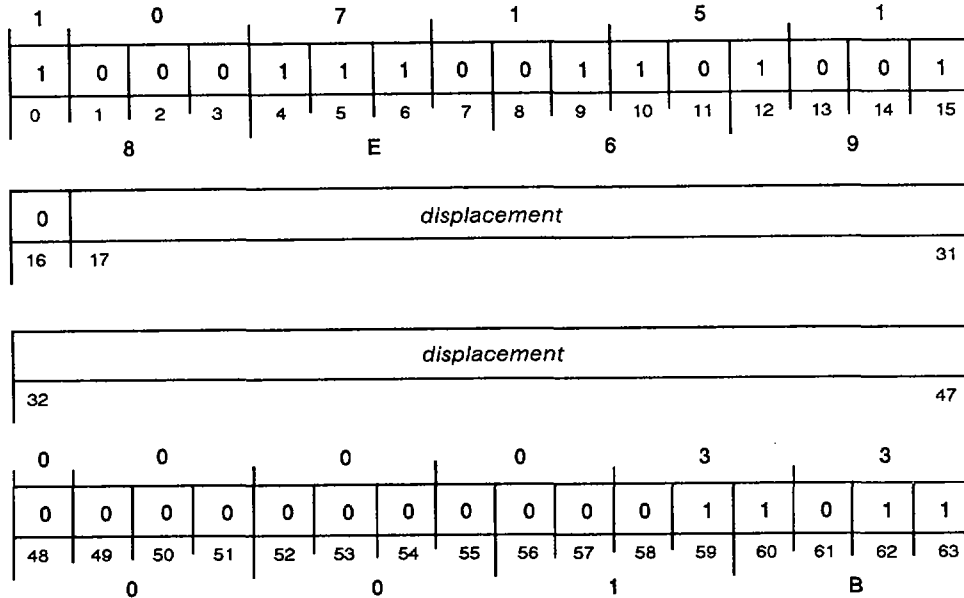 1 0 7 1 5 1
1 0 0 0 1 1 1 0 0 1 1 0 1 0 0 1
0 1 2 3 4 5 6 7 8 9 10 11 12 13 14 15
8 E 6 9
0 displacement
16 17 31
displacement
32 47
0 0 0 0 3 3
0 0 0 0 0 0 0 0 0 0 0 1 1 0 1 1
48 49 50 51 52 53 54 55 56 57 58 59 60 61 62 63
0 0 1 B